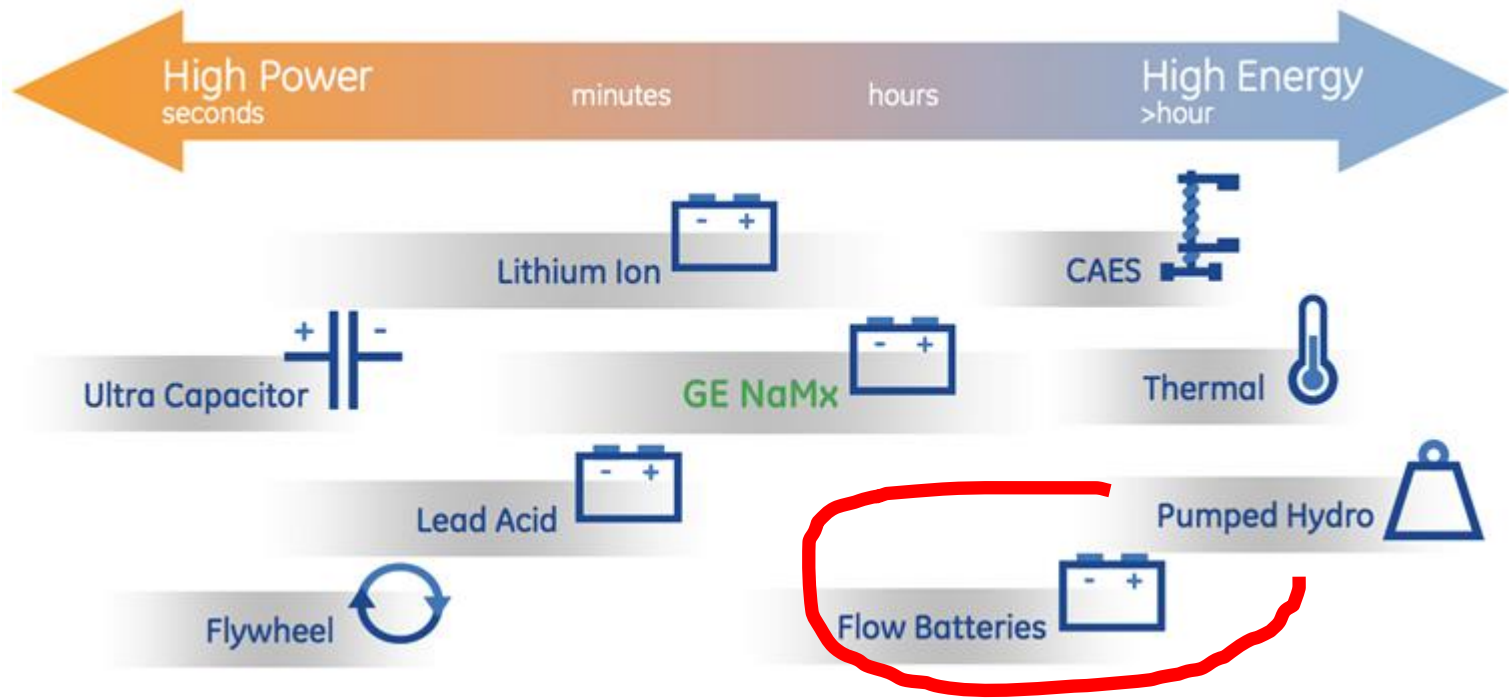 High Power
seconds
minutes
hours
High Energy
>hour
- +
Lithium Ion
CAES
+ -
Ultra Capacitor
- +
GE NaMx
Thermal
- +
Lead Acid
Pumped Hydro
Flywheel
- +
Flow Batteries